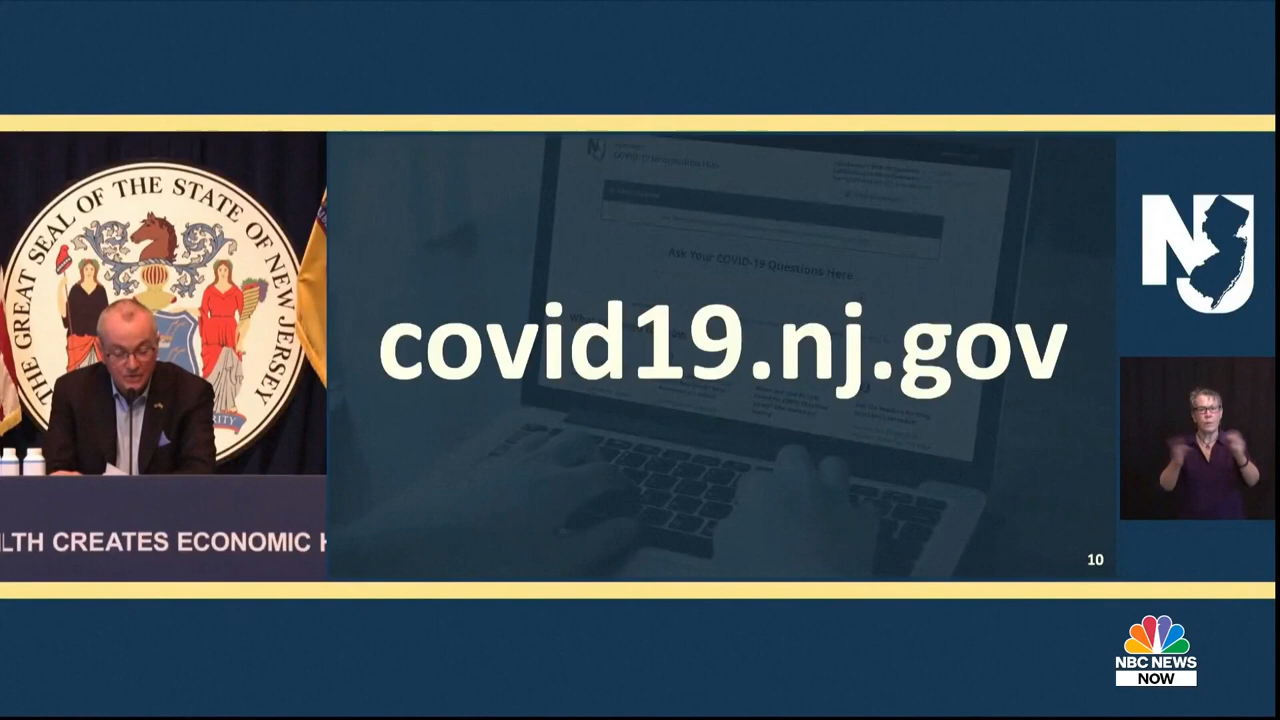 THE GREAT SEAL OF THE STATE OF NEW JERSEY
LTH CREATES ECONOMIC
Ask Your COVID-19 Questions Here
covid19.nj.gov
10
NJ
NBC NEWS
NOW